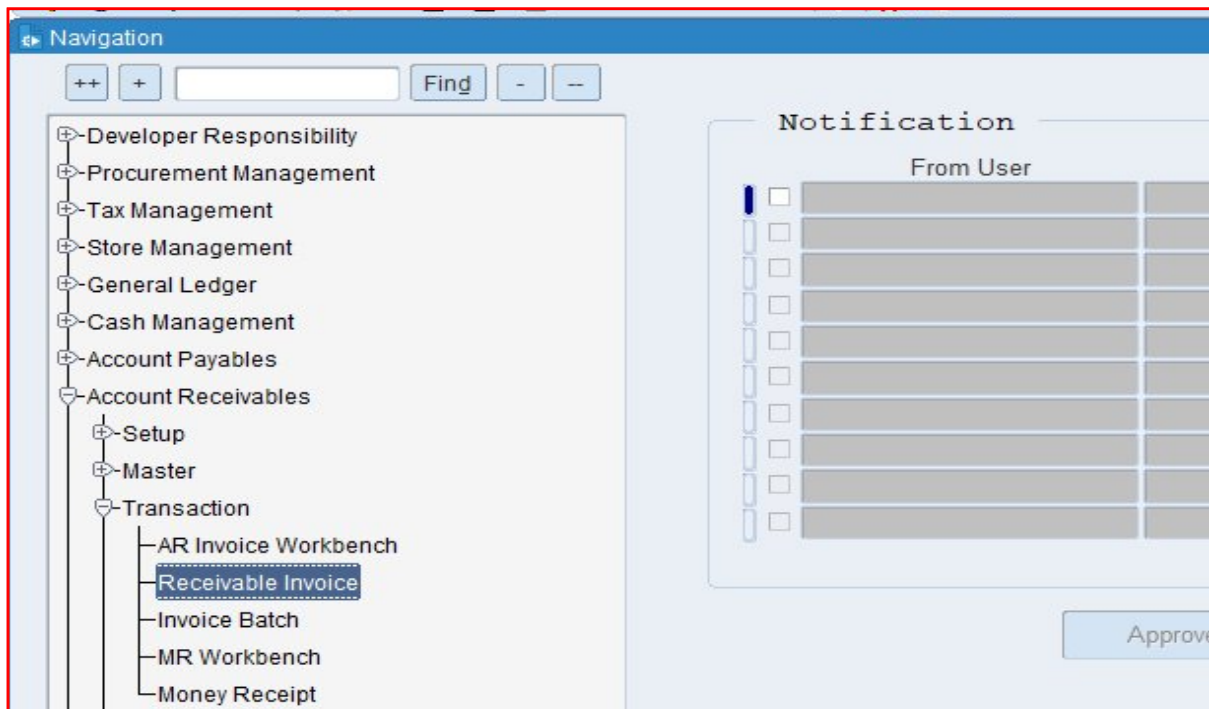 Navigation
++ + Find - --
Developer Responsibility
Procurement Management
Tax Management
Store Management
General Ledger
Cash Management
Account Payables
Account Receivables
Setup
Master
Transaction
AR Invoice Workbench
Receivable Invoice
Invoice Batch
MR Workbench
Money Receipt
Notification
From User
Approve